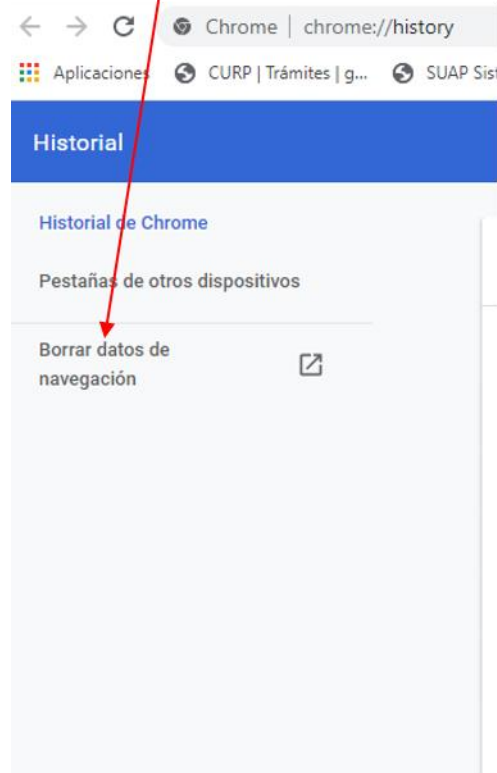 Chrome | chrome://history
Aplicaciones CURP | Trámites | g... SUAP Sis
Historial
Historial de Chrome
Pestañas de otros dispositivos
Borrar datos de
navegación